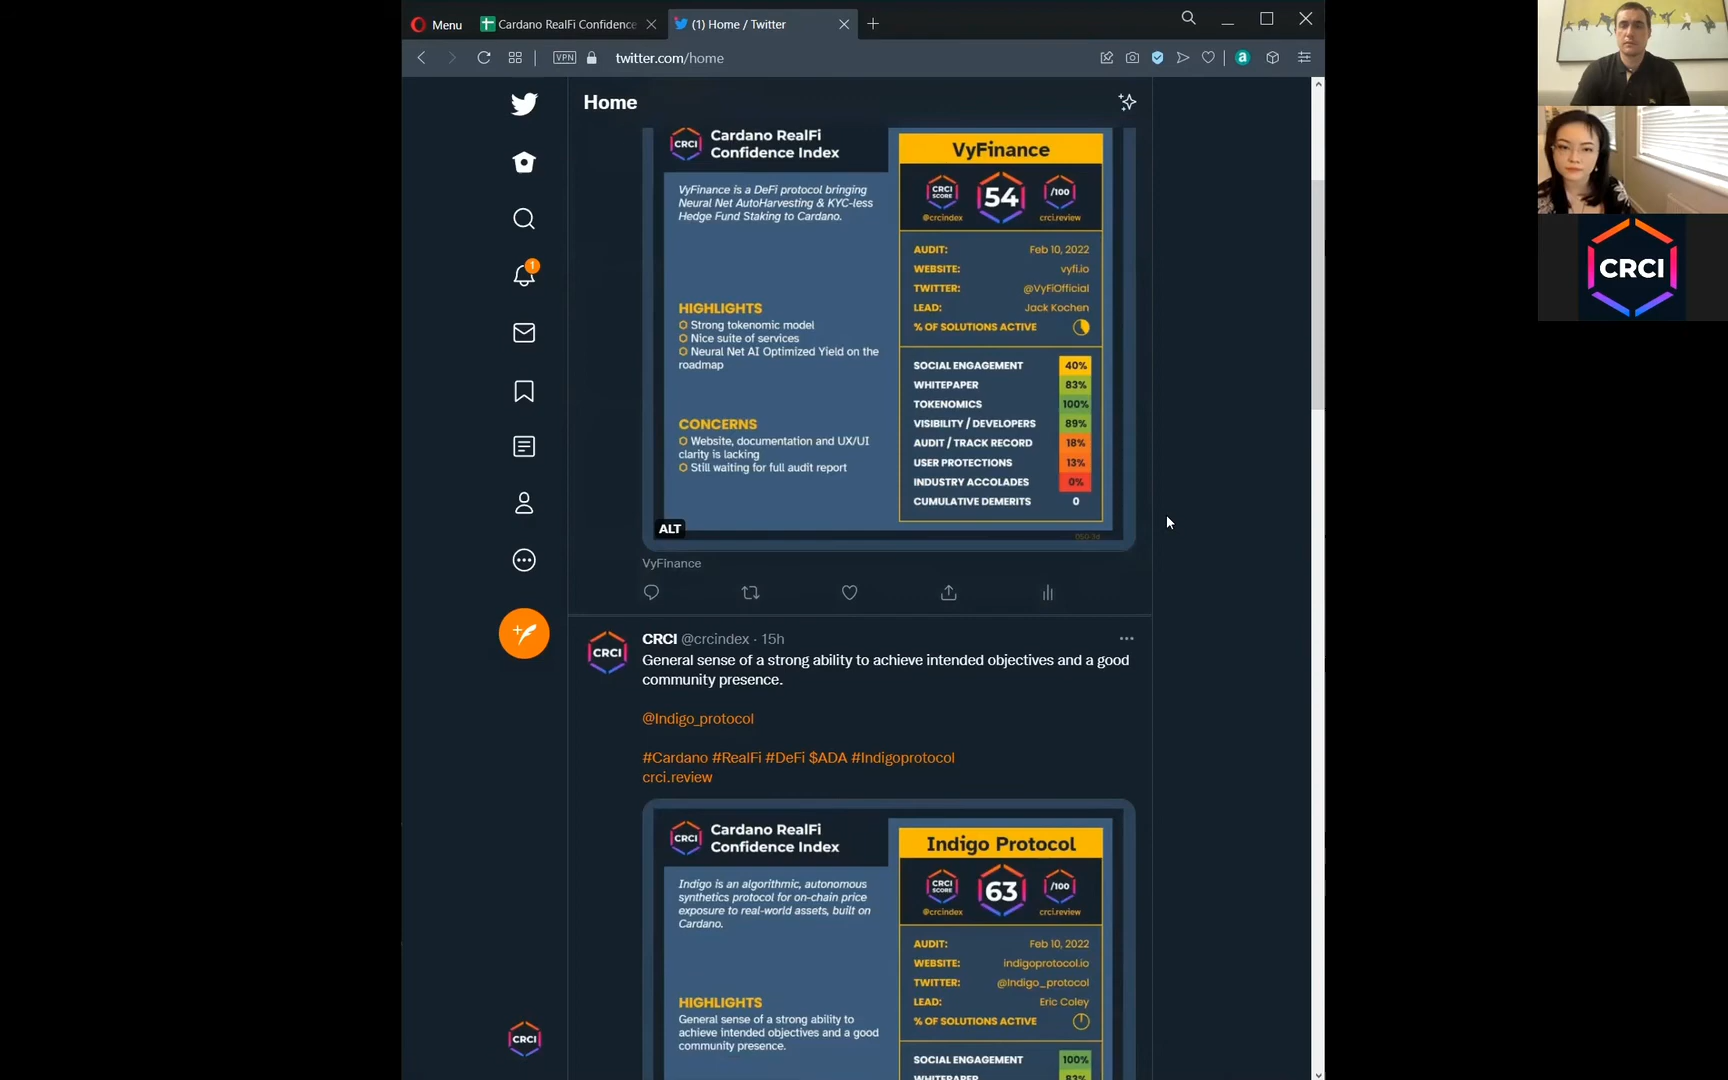 Menu
Cardano RealFi Confidence
(1) Home / Twitter
VPN
twitter.com/home
a
Home
CRCI
Cardano RealFi
Confidence Index
VyFinance is a DeFi protocol bringing
Neural Net AutoHarvesting & KYC-less
Hedge Fund Staking to Cardano.
HIGHLIGHTS
Strong tokenomic model
Nice suite of services
Neural Net AI Optimized Yield on the
roadmap
CONCERNS
Website, documentation and UX/UI
clarity is lacking
Still waiting for full audit report
VyFinance
CRCI
SCORE
54
/100
@crcindex
crci.review
AUDIT: Feb 10, 2022
WEBSITE: vyfi.io
TWITTER: @VyFiOfficial
LEAD: Jack Kochen
% OF SOLUTIONS ACTIVE
SOCIAL ENGAGEMENT 40%
WHITEPAPER 83%
TOKENOMICS 100%
VISIBILITY / DEVELOPERS 89%
AUDIT / TRACK RECORD 18%
USER PROTECTIONS 13%
INDUSTRY ACCOLADES 0%
CUMULATIVE DEMERITS 0
ALT
VyFinance
1
CRCI @crcindex · 15h
CRCI
General sense of a strong ability to achieve intended objectives and a good
community presence.
@Indigo_protocol
#Cardano #RealFi #DeFi $ADA #Indigoprotocol
crci.review
CRCI
Cardano RealFi
Confidence Index
Indigo is an algorithmic, autonomous
synthetics protocol for on-chain price
exposure to real-world assets, built on
Cardano.
HIGHLIGHTS
General sense of a strong ability to
achieve intended objectives and a good
community presence.
Indigo Protocol
CRCI
SCORE
63
/100
@crcindex
crci.review
AUDIT: Feb 10, 2022
WEBSITE: indigoprotocol.io
TWITTER: @Indigo_protocol
LEAD: Eric Coley
% OF SOLUTIONS ACTIVE
SOCIAL ENGAGEMENT 100%
WHITEPAPER 83%
CRCI
CRCI